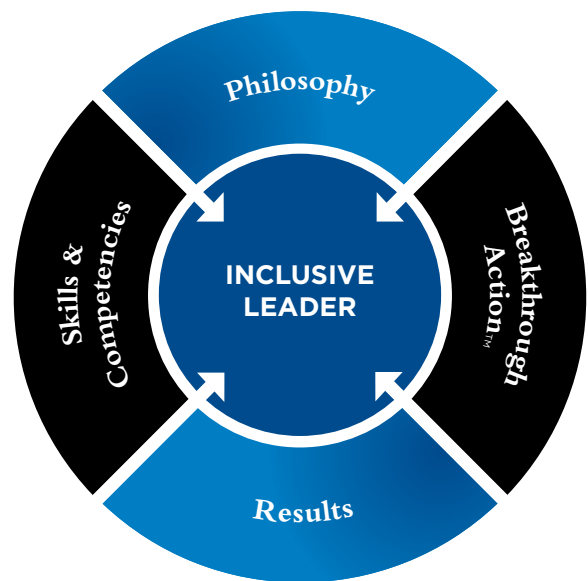 Philosophy
Skills &
Competencies
INCLUSIVE
LEADER
Breakthrough
Action™
Results